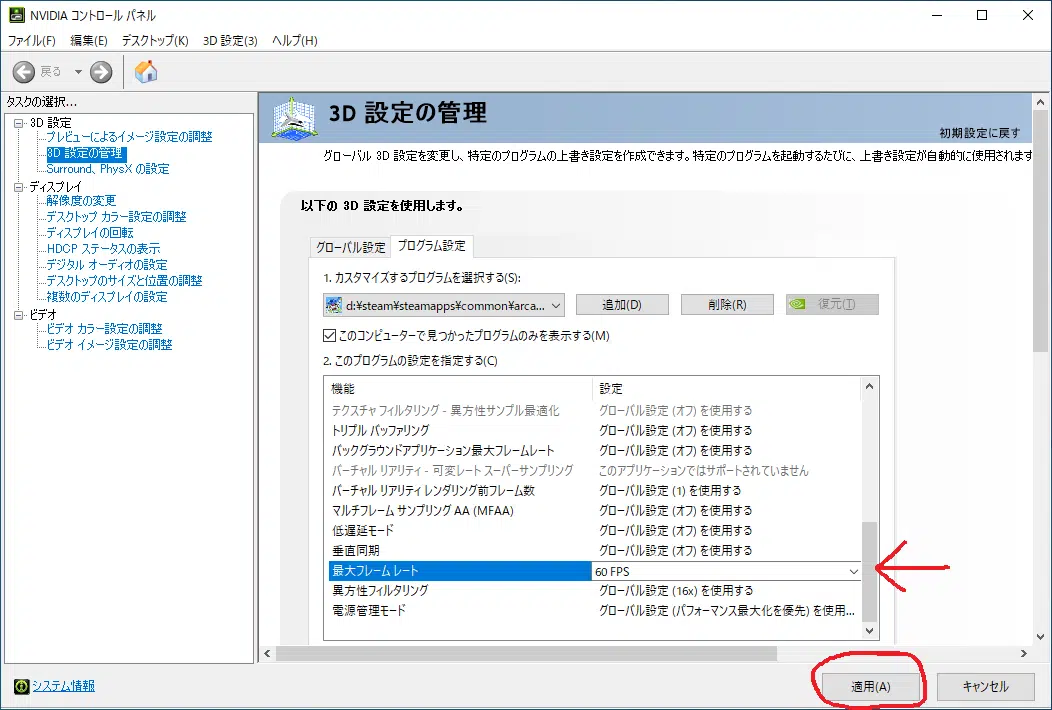 NVIDIA コントロール パネル
ファイル(F) 編集(E) デスクトップ(K) 3D 設定(3) ヘルプ(H)
戻る
タスクの選択...
3D 設定
プレビューによるイメージ設定の調整
3D 設定の管理
Surround、PhysX の設定
ディスプレイ
解像度の変更
デスクトップ カラー設定の調整
ディスプレイの回転
HDCP ステータスの表示
デジタル オーディオの設定
デスクトップのサイズと位置の調整
複数のディスプレイの設定
ビデオ
ビデオ カラー設定の調整
ビデオ イメージ設定の調整
システム情報
3D 設定の管理
初期設定に戻す
グローバル 3D 設定を変更し、特定のプログラムの上書き設定を作成できます。特定のプログラムを起動するたびに、上書き設定が自動的に使用されます
以下の 3D 設定を使用します。
グローバル設定 プログラム設定
1. カスタマイズするプログラムを選択する(S):
d:¥steam¥steamapps¥common¥arca... 追加(D) 削除(R) 復元(T)
このコンピューターで見つかったプログラムのみを表示する(M)
2. このプログラムの設定を指定する(C)
機能 設定
テクスチャ フィルタリング - 異方性サンプル最適化 グローバル設定 (オフ) を使用する
トリプル バッファリング グローバル設定 (オフ) を使用する
バックグラウンドアプリケーション最大フレームレート グローバル設定 (オフ) を使用する
バーチャル リアリティ - 可変レート スーパーサンプリング このアプリケーションではサポートされていません
バーチャル リアリティ レンダリング前フレーム数 グローバル設定 (1) を使用する
マルチフレーム サンプリング AA (MFAA) グローバル設定 (オフ) を使用する
低遅延モード グローバル設定 (オフ) を使用する
垂直同期 グローバル設定 (オフ) を使用する
最大フレーム レート 60 FPS
異方性フィルタリング グローバル設定 (16x) を使用する
電源管理モード グローバル設定 (パフォーマンス最大化を優先) を使用...
適用(A) キャンセル